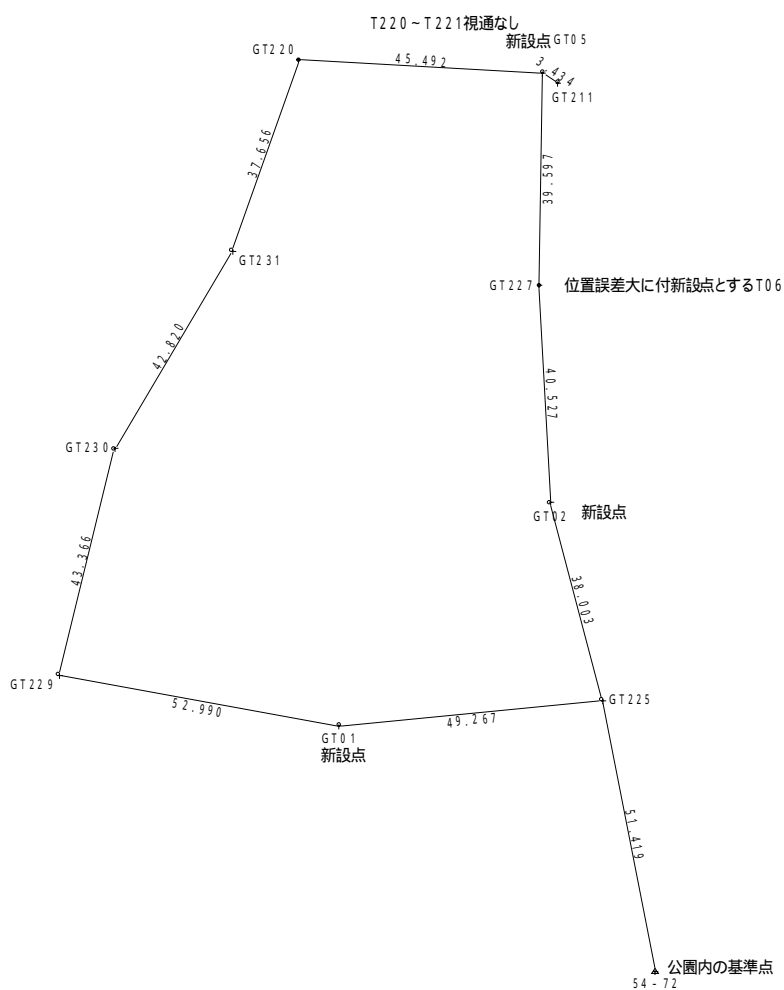 T220~T221視通なし
新設点GT05
GT220
45.492
3.434
GT211
37.656
39.597
GT231
GT227
位置誤差大に付新設点とするT06
42.820
40.527
GT230
GT02
新設点
43.366
38.003
GT229
52.990
GT225
49.267
GT01
新設点
51.419
公園内の基準点
54-72